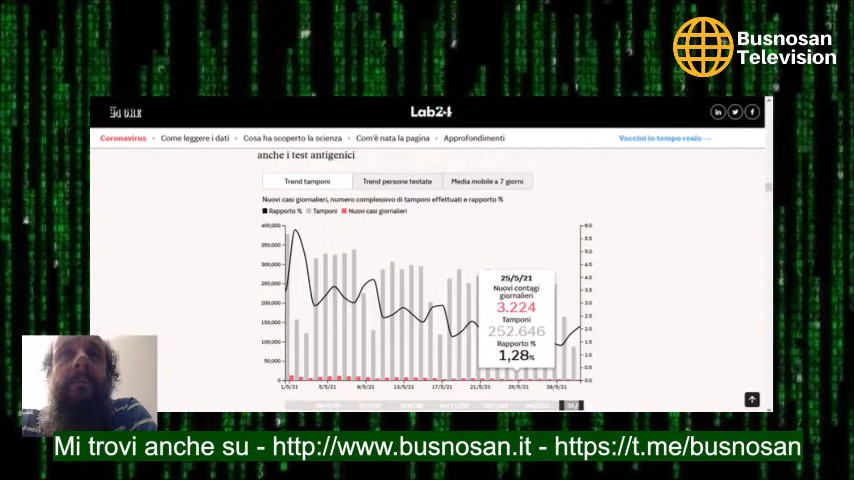 Busnosan
Television
24 ORE
Lab24
Coronavirus
Come leggere i dati
Cosa ha scoperto la scienza
Com'è nata la pagina
Approfondimenti
Vaccini in tempo reale
anche i test antigenici
Trend tamponi
Trend persone testate
Media mobile a 7 giorni
Nuovi casi giornalieri, numero complessivo di tamponi effettuati e rapporto %
Rapporto % Tamponi Nuovi casi giornalieri
400,000
350,000
300,000
250,000
200,000
150,000
100,000
50,000
0
6.0
5.5
5.0
4.5
4.0
3.5
3.0
2.5
2.0
1.5
1.0
0.5
0.0
25/5/21
Nuovi contagi
giornalieri
3.224
Tamponi
252.646
Rapporto %
1,28%
1/5/21 5/5/21 9/5/21 13/5/21 17/5/21 21/5/21 25/5/21 29/5/21
Mi trovi anche su - http://www.busnosan.it - https://t.me/busnosan